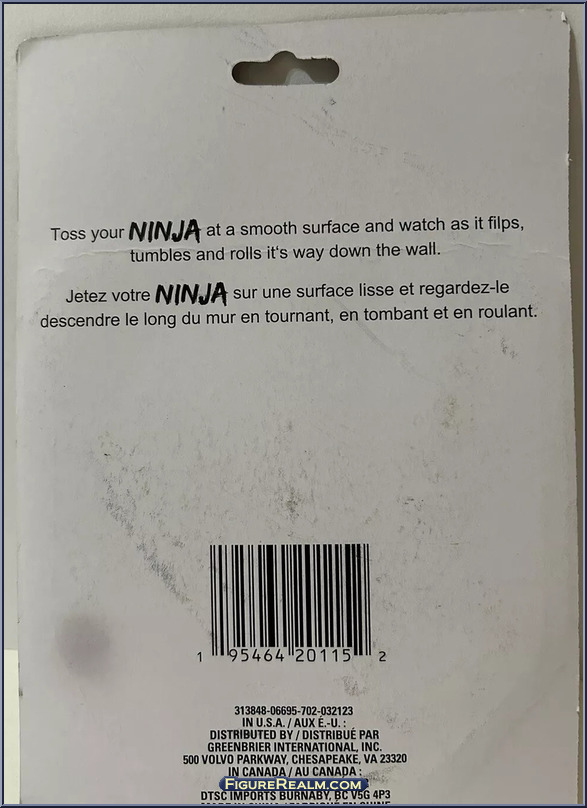 Toss your NINJA at a smooth surface and watch as it filps,
tumbles and rolls it's way down the wall.
Jetez votre NINJA sur une surface lisse et regardez-le
descendre le long du mur en tournant, en tombant et en roulant.
1 95464 20115 2
313848-06695-702-032123
IN U.S.A. / AUX É.-U. :
DISTRIBUTED BY / DISTRIBUÉ PAR
GREENBRIER INTERNATIONAL, INC.
500 VOLVO PARKWAY, CHESAPEAKE, VA 23320
IN CANADA / AU CANADA :
FigureRealm.com
DTSC IMPORTS BURNABY, BC V5G 4P3